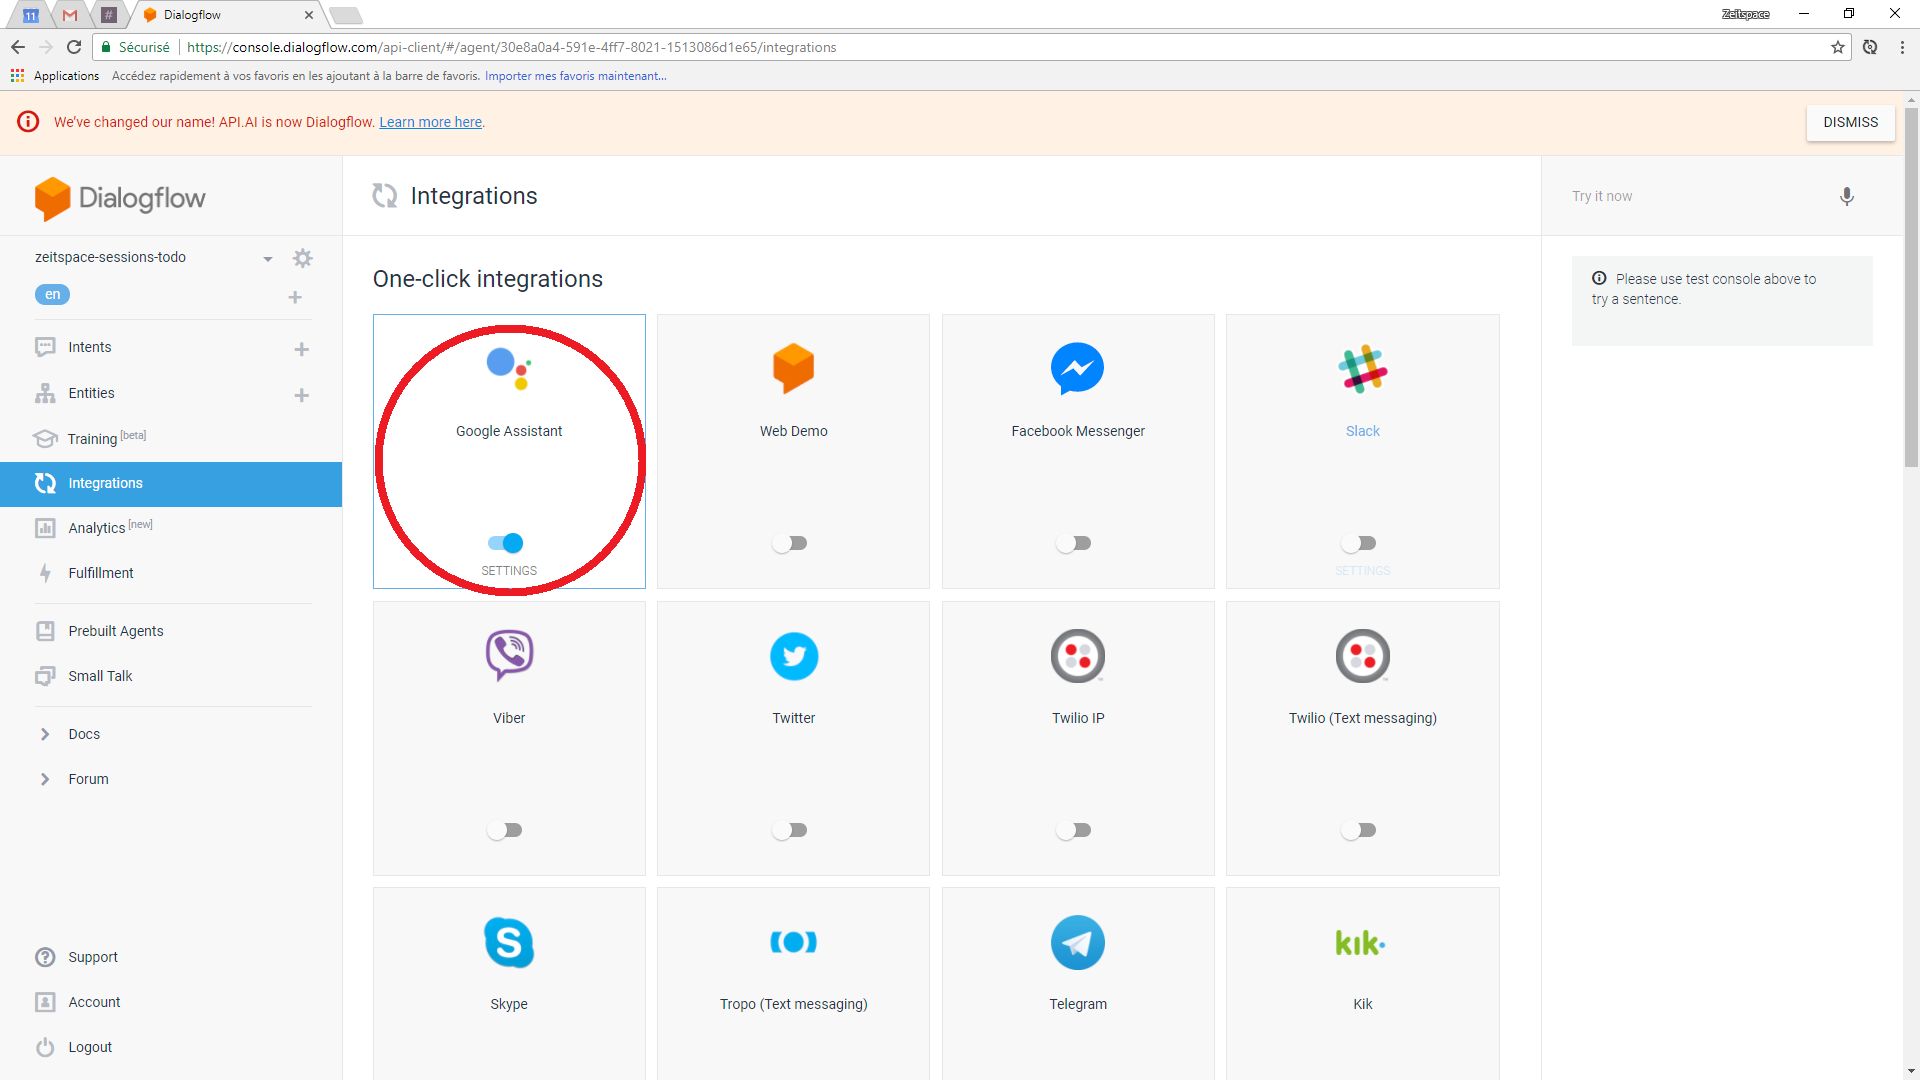 11
Dialogflow
Zeitspace
Sécurisé
https://console.dialogflow.com/api-client/#/agent/30e8a0a4-591e-4ff7-8021-1513086d1e65/integrations
Applications
Accédez rapidement à vos favoris en les ajoutant à la barre de favoris. Importer mes favoris maintenant...
We've changed our name! API.AI is now Dialogflow. Learn more here.
DISMISS
Dialogflow
zeitspace-sessions-todo
en
Intents
Entities
Training [beta]
Integrations
Analytics [new]
Fulfillment
Prebuilt Agents
Small Talk
Docs
Forum
Support
Account
Logout
Integrations
One-click integrations
Google Assistant
SETTINGS
Web Demo
Facebook Messenger
Slack
SETTINGS
Viber
Twitter
Twilio IP
Twilio (Text messaging)
Skype
Tropo (Text messaging)
Telegram
kik.
Kik
Try it now
Please use test console above to
try a sentence.